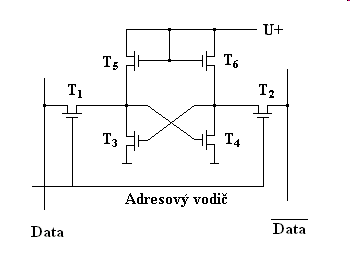 U+
T5 T6
T1 T2
T3 T4
Adresový vodič
Data Data